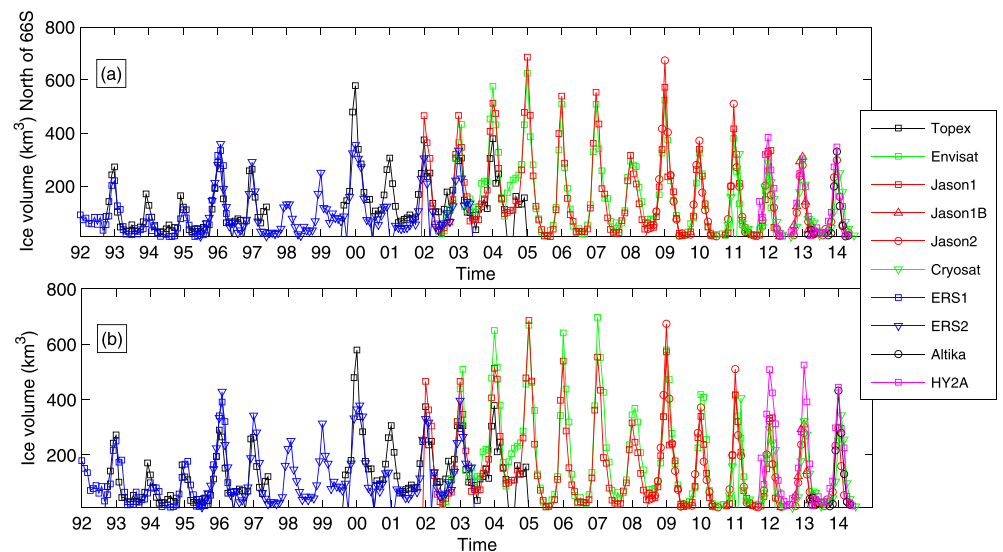 Ice volume (km3) North of 66S
800
600
400
200
(a)
92 93 94 95 96 97 98 99 00 01 02 03 04 05 06 07 08 09 10 11 12 13 14
Time
Ice volume (km3)
800
600
400
200
(b)
92 93 94 95 96 97 98 99 00 01 02 03 04 05 06 07 08 09 10 11 12 13 14
Time
Topex
Envisat
Jason1
Jason1B
Jason2
Cryosat
ERS1
ERS2
Altika
HY2A